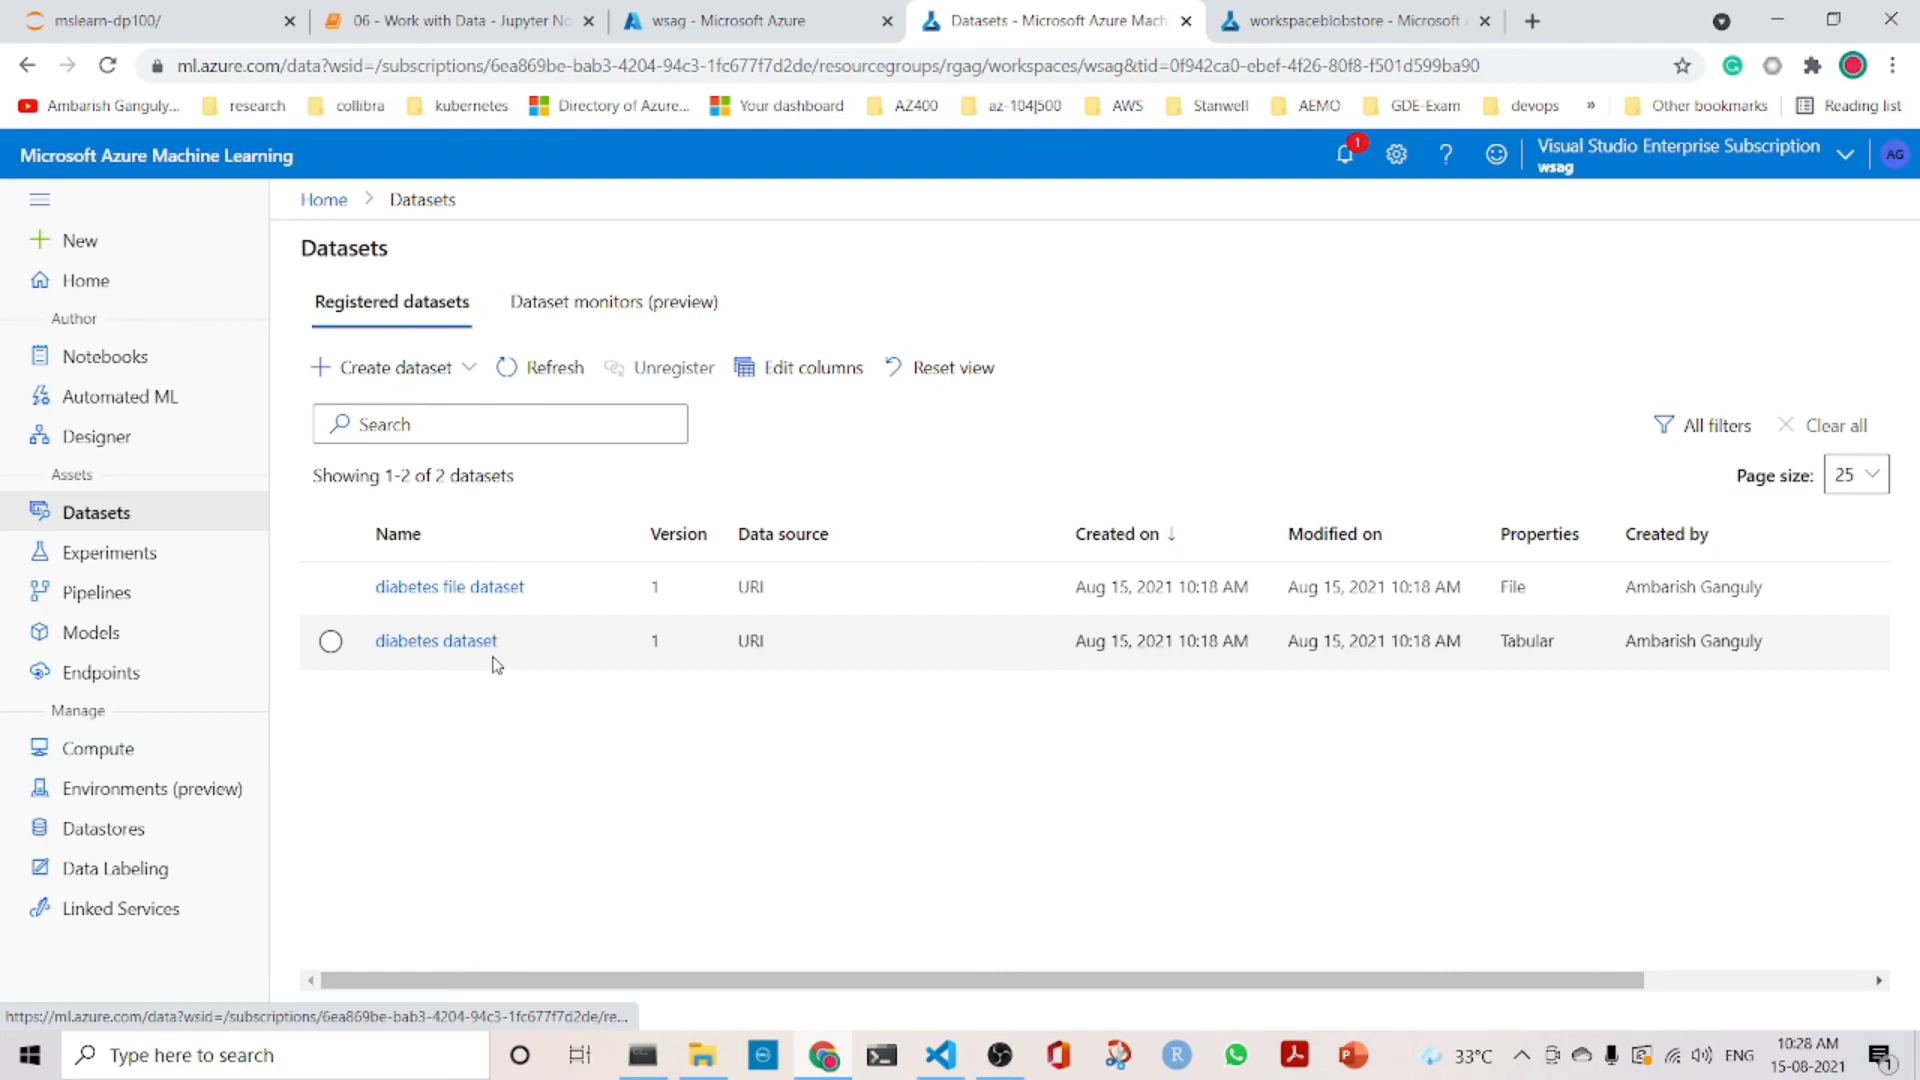 mslearn-dp100/
06 - Work with Data - Jupyter No
wsag - Microsoft Azure
Datasets - Microsoft Azure Mach
workspaceblobstore - Microsoft A
ml.azure.com/data?wsid=/subscriptions/6ea869be-bab3-4204-94c3-1fc677f7d2de/resourcegroups/rgag/workspaces/wsag&tid=0f942ca0-ebef-4f26-80f8-f501d599ba90
Ambarish Ganguly...
research
collibra
kubernetes
Directory of Azure...
Your dashboard
AZ400
az-104|500
AWS
Stanwell
AEMO
GDE-Exam
devops
»
Other bookmarks
Reading list
Microsoft Azure Machine Learning
1
Visual Studio Enterprise Subscription
wsag
AG
Home > Datasets
New
Home
Author
Notebooks
Automated ML
Designer
Assets
Datasets
Experiments
Pipelines
Models
Endpoints
Manage
Compute
Environments (preview)
Datastores
Data Labeling
Linked Services
Datasets
Registered datasets Dataset monitors (preview)
Create dataset Refresh Unregister Edit columns Reset view
Search
All filters Clear all
Showing 1-2 of 2 datasets
Page size: 25
Name Version Data source Created on ↓ Modified on Properties Created by
diabetes file dataset 1 URI Aug 15, 2021 10:18 AM Aug 15, 2021 10:18 AM File Ambarish Ganguly
diabetes dataset 1 URI Aug 15, 2021 10:18 AM Aug 15, 2021 10:18 AM Tabular Ambarish Ganguly
https://ml.azure.com/data?wsid=/subscriptions/6ea869be-bab3-4204-94c3-1fc677f7d2de/re...
Type here to search
33°C
ENG
10:28 AM
15-08-2021
1